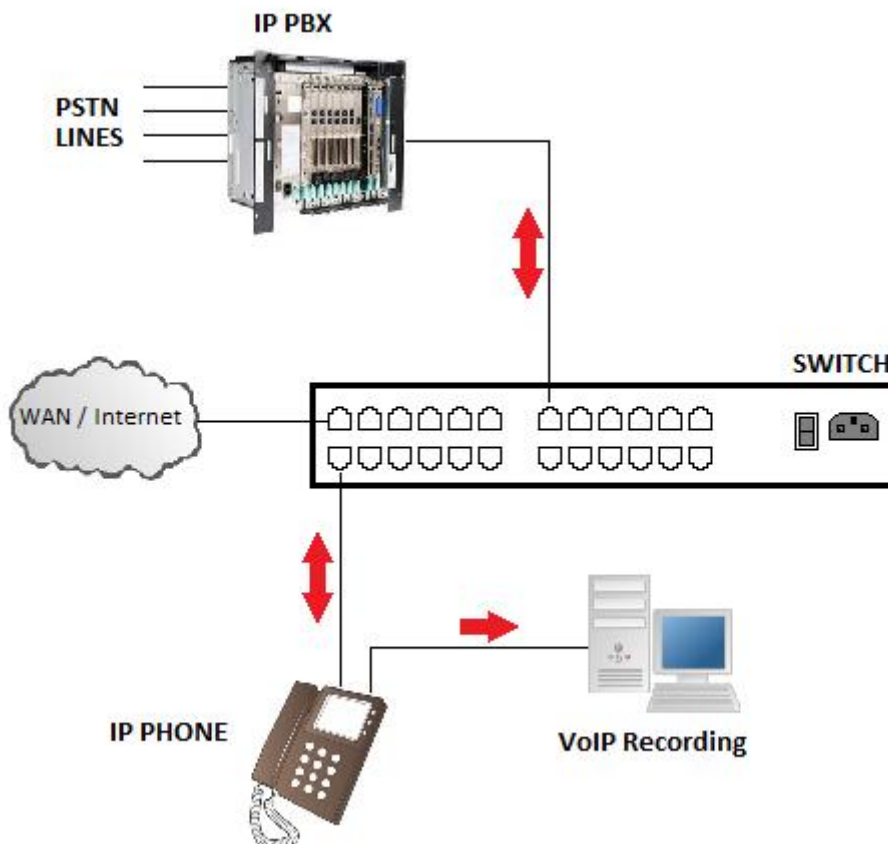 IP PBX
PSTN
LINES
SWITCH
WAN / Internet
IP PHONE
VoIP Recording